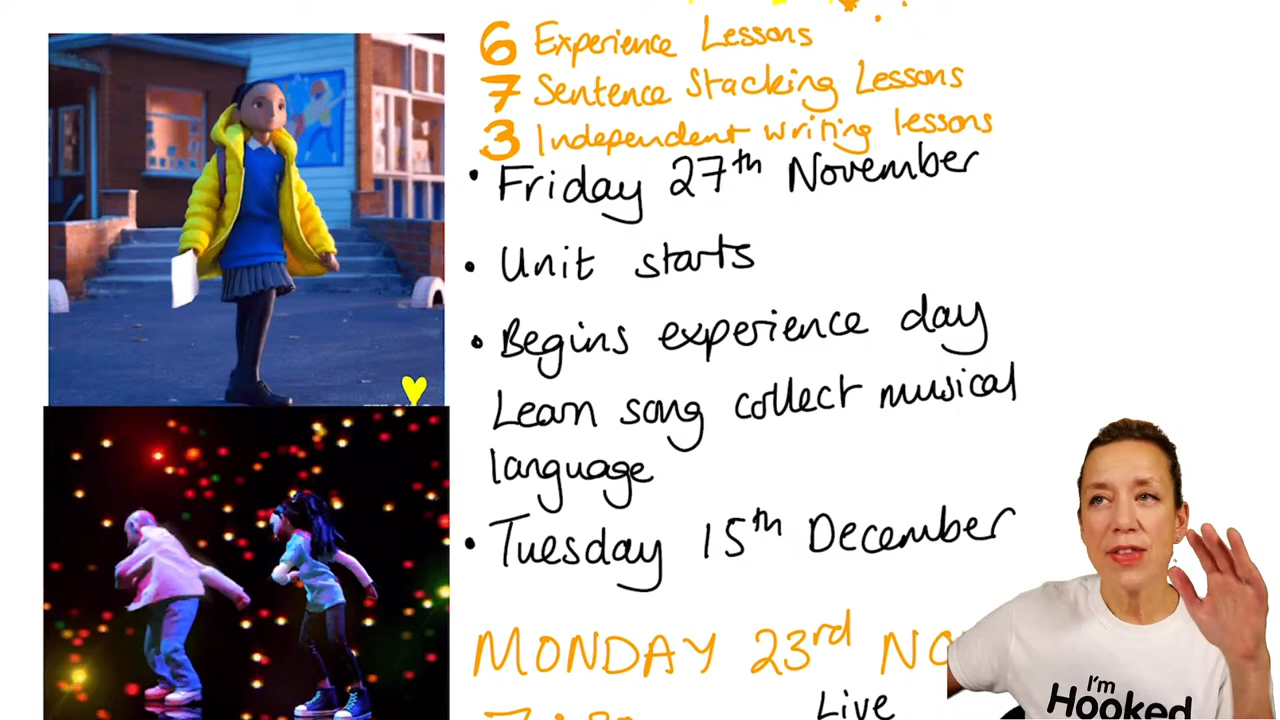 6 Experience Lessons
7 Sentence Stacking Lessons
3 Independent writing lessons
• Friday 27th November
• Unit starts
• Begins experience day
Learn song collect musical
language
• Tuesday 15th December
MONDAY 23rd NO
Live
I'm
Hooked